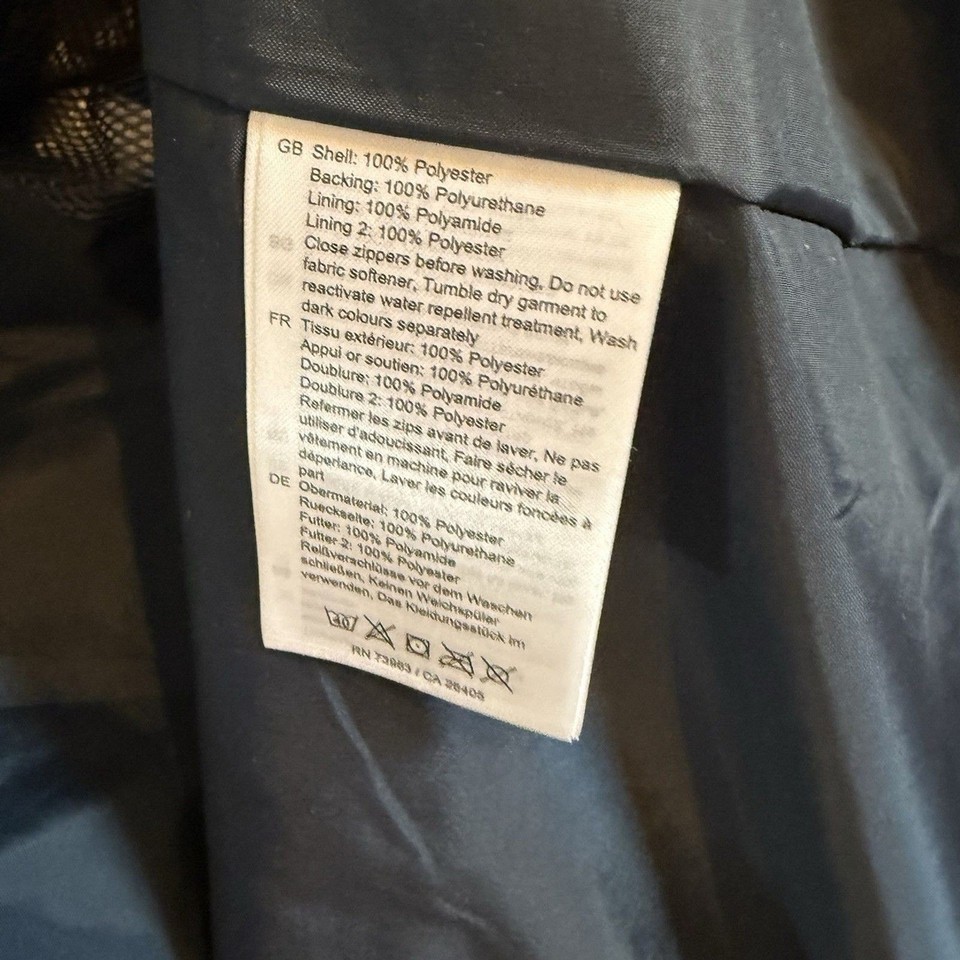 GB Shell: 100% Polyester
Backing: 100% Polyurethane
Lining: 100% Polyamide
Lining 2: 100% Polyester
Close zippers before washing, Do not use
fabric softener, Tumble dry garment to
reactivate water repellent treatment, Wash
dark colours separately
FR Tissu extérieur: 100% Polyester
Appui or soutien: 100% Polyuréthane
Doublure: 100% Polyamide
Doublure 2: 100% Polyester
Refermer les zips avant de laver, Ne pas
utiliser d'adoucissant, Faire sécher le
vêtement en machine pour raviver la
déperlance, Laver les couleurs foncées à
part
DE Obermaterial: 100% Polyester
Rueckseite: 100% Polyurethane
Futter: 100% Polyamide
Futter 2: 100% Polyester
Reißverschlüsse vor dem Waschen
schließen, Keinen Weichspüler
verwenden, Das Kleidungsstück im
RN 73963 / CA 26405